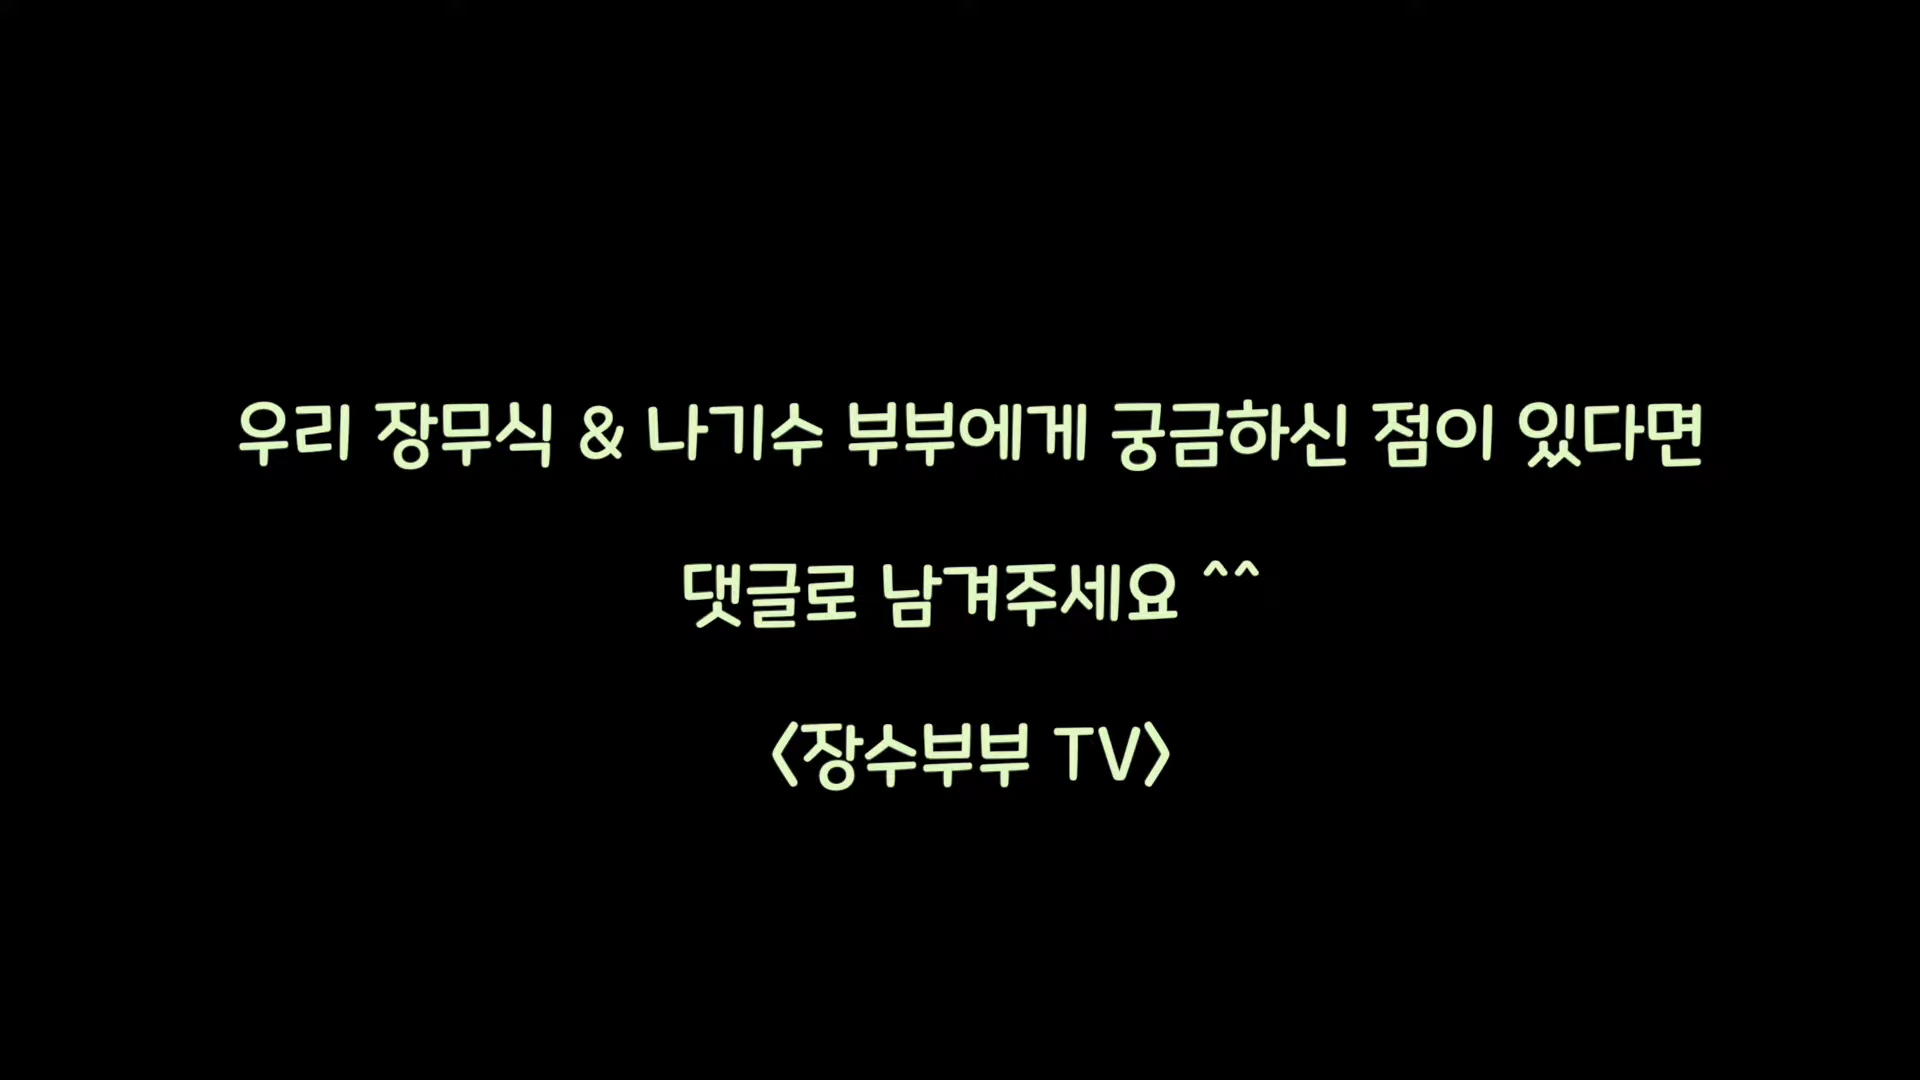 우리 장무식 & 나기수 부부에게 궁금하신 점이 있다면
댓글로 남겨주세요 ^^
<장수부부 TV>